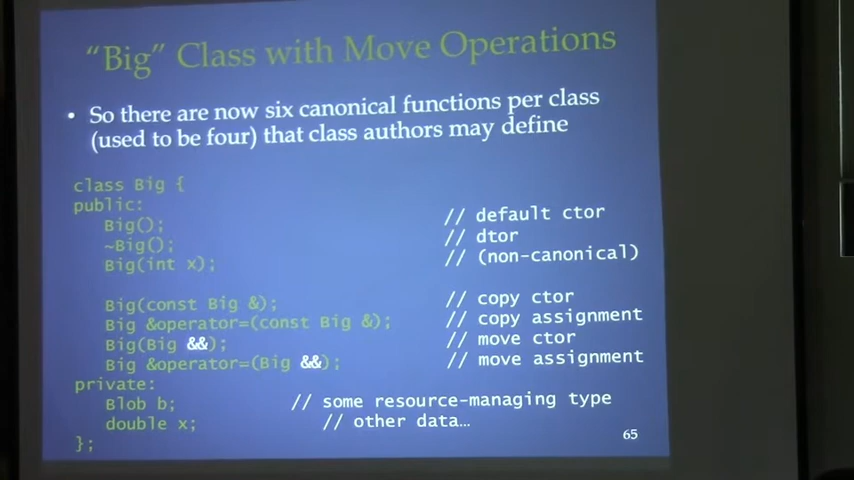 “Big” Class with Move Operations
• So there are now six canonical functions per class
(used to be four) that class authors may define
class Big {
public:
Big(); // default ctor
~Big(); // dtor
Big(int x); // (non-canonical)
Big(const Big &); // copy ctor
Big &operator=(const Big &); // copy assignment
Big(Big &&); // move ctor
Big &operator=(Big &&); // move assignment
private:
Blob b; // some resource-managing type
double x; // other data…
};
65